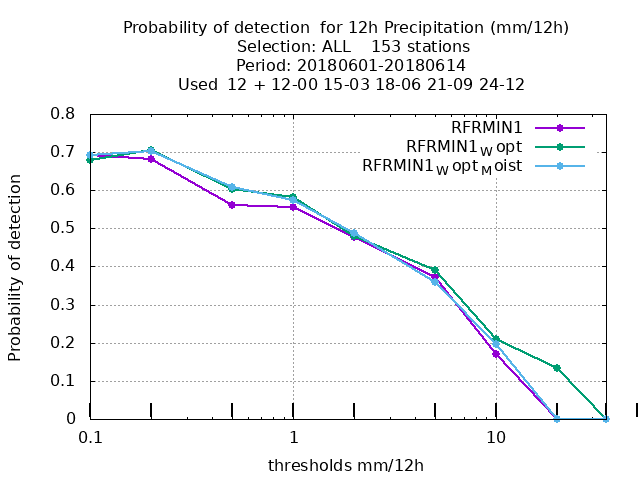 Probability of detection  for 12h Precipitation (mm/12h)
Selection: ALL    153 stations
Period: 20180601-20180614
Used  12 + 12-00 15-03 18-06 21-09 24-12
RFRMIN1
RFRMIN1W opt
RFRMIN1W optM oist
0.8
0.7
0.6
0.5
0.4
0.3
0.2
0.1
0
Probability of detection
0.1 1 10
thresholds mm/12h